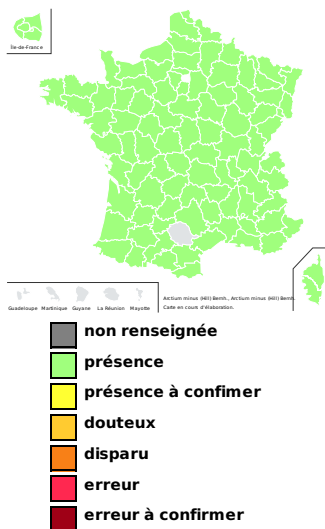 Île-de-France
Guadeloupe Martinique Guyane La Réunion Mayotte
Arctium minus (Hill) Bernh., Arctium minus (Hill) Bernh.
Carte en cours d'élaboration.
non renseignée
présence
présence à confimer
douteux
disparu
erreur
erreur à confirmer